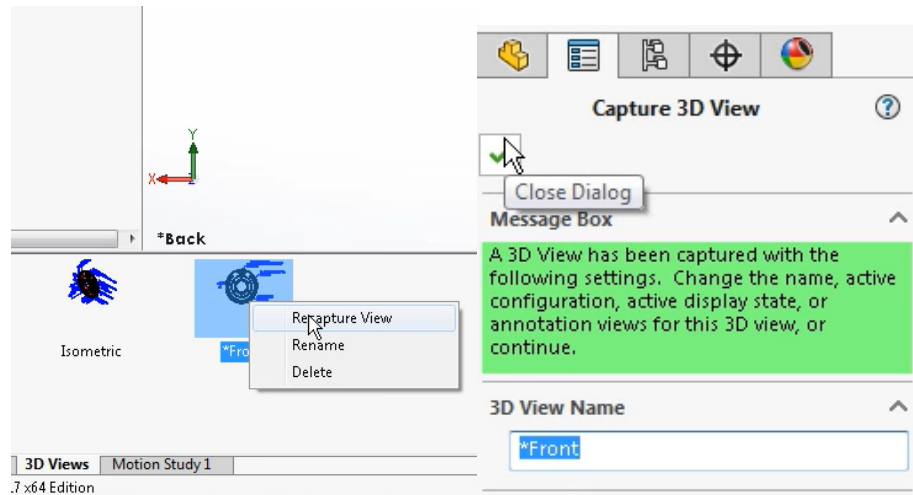 Y
X
*Back
Isometric
*Fro
Recapture View
Rename
Delete
3D Views
Motion Study 1
.7 x64 Edition
Capture 3D View
?
Close Dialog
Message Box
A 3D View has been captured with the
following settings. Change the name, active
configuration, active display state, or
annotation views for this 3D view, or
continue.
3D View Name
*Front